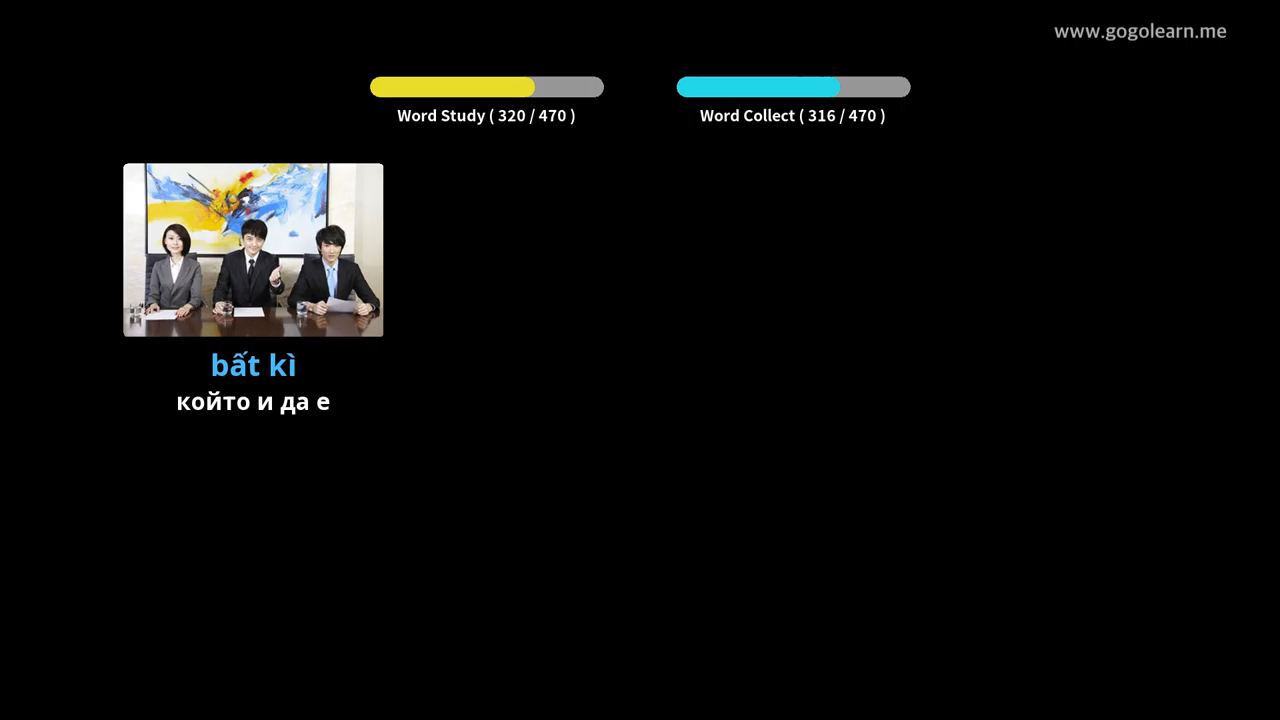 www.gogolearn.me
Word Study ( 320 / 470 )
Word Collect ( 316 / 470 )
bất kì
който и да е